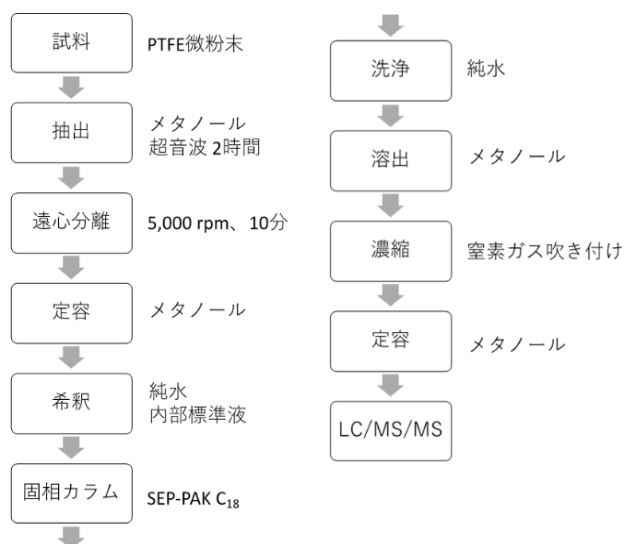 試料
PTFE微粉末
抽出
メタノール
超音波 2時間
遠心分離
5,000 rpm、10分
定容
メタノール
希釈
純水
内部標準液
固相カラム
SEP-PAK C₁₈
洗浄
純水
溶出
メタノール
濃縮
窒素ガス吹き付け
定容
メタノール
LC/MS/MS